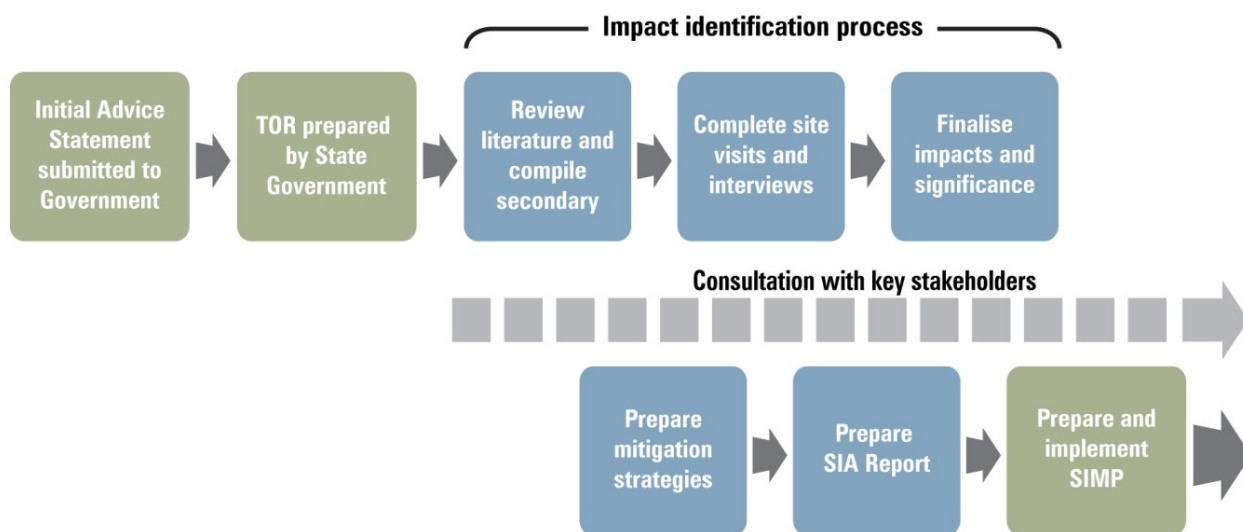 Impact identification process
Initial Advice
Statement
submitted to
Government
TOR prepared
by State
Government
Review
literature and
compile
secondary
Complete site
visits and
interviews
Finalise
impacts and
significance
Consultation with key stakeholders
Prepare
mitigation
strategies
Prepare
SIA Report
Prepare and
implement
SIMP